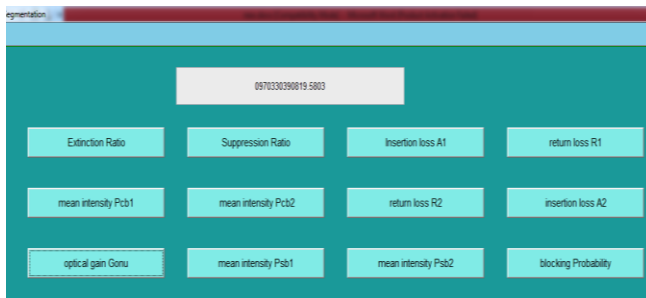 egmentation
0970330390819.5803
Extinction Ratio Suppression Ratio Insertion loss A1 return loss R1
mean intensity Pcb1 mean intensity Pcb2 return loss R2 insertion loss A2
optical gain Gonu mean intensity Psb1 mean intensity Psb2 blocking Probability